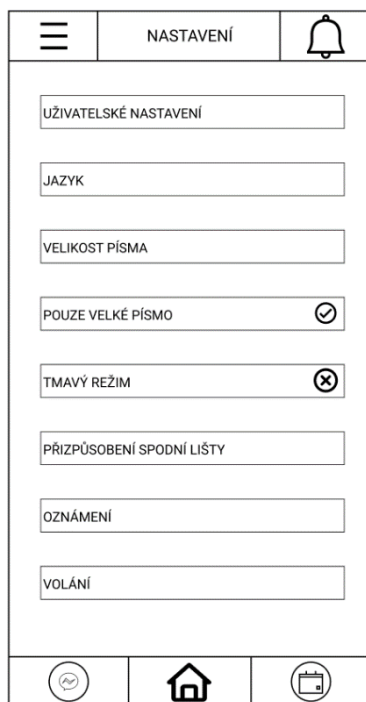 NASTAVENÍ
UŽIVATELSKÉ NASTAVENÍ
JAZYK
VELIKOST PÍSMA
POUZE VELKÉ PÍSMO
TMAVÝ REŽIM
PŘIZPŮSOBENÍ SPODNÍ LIŠTY
OZNÁMENÍ
VOLÁNÍ